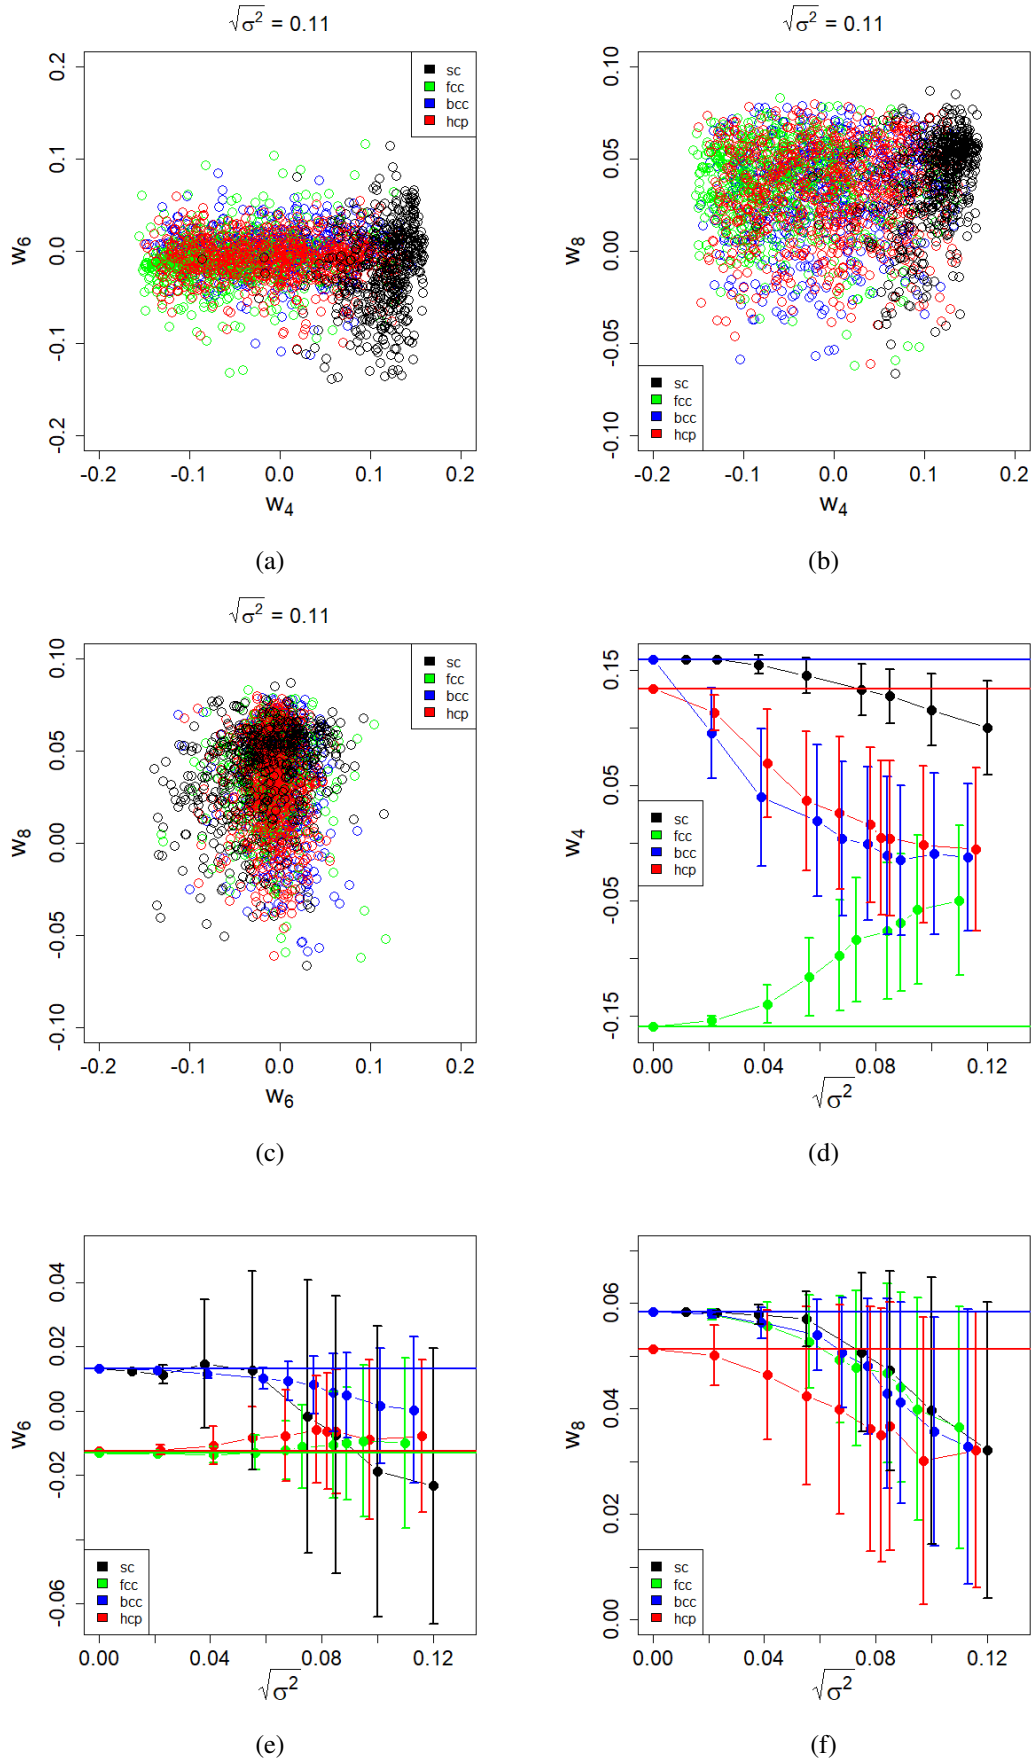 √σ² = 0.11
0.2
0.1
0.0
-0.1
-0.2
w₆
sc
fcc
bcc
hcp
-0.2 -0.1 0.0 0.1 0.2
w₄
(a)
√σ² = 0.11
0.10
0.05
0.00
-0.05
-0.10
w₈
sc
fcc
bcc
hcp
-0.2 -0.1 0.0 0.1 0.2
w₄
(b)
√σ² = 0.11
0.10
0.05
0.00
-0.05
-0.10
w₈
sc
fcc
bcc
hcp
-0.2 -0.1 0.0 0.1 0.2
w₆
(c)
0.15
0.05
-0.05
-0.15
w₄
sc
fcc
bcc
hcp
0.00 0.04 0.08 0.12
√σ²
(d)
0.04
0.02
0.00
-0.02
-0.06
w₆
sc
fcc
bcc
hcp
0.00 0.04 0.08 0.12
√σ²
(e)
0.06
0.04
0.02
0.00
w₈
sc
fcc
bcc
hcp
0.00 0.04 0.08 0.12
√σ²
(f)